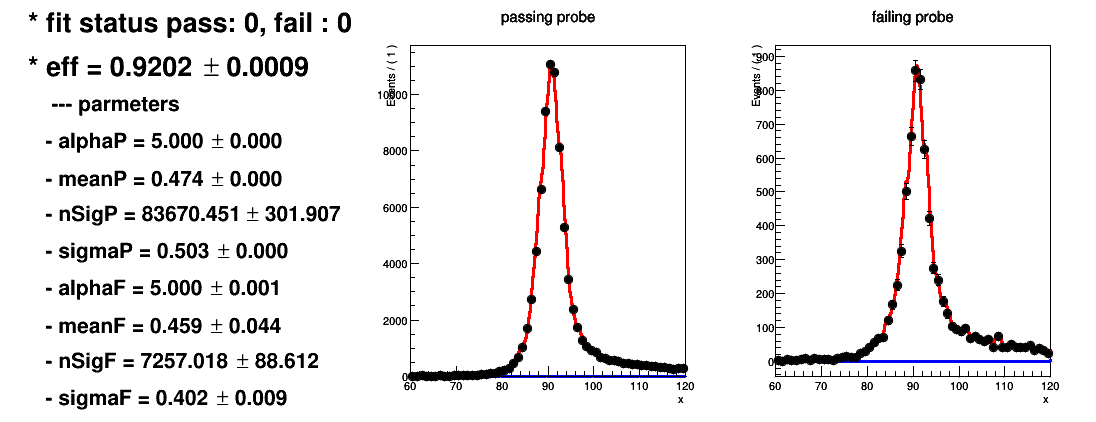 * fit status pass: 0, fail : 0
* eff = 0.9202 ± 0.0009
--- parmeters
- alphaP = 5.000 ± 0.000
- meanP = 0.474 ± 0.000
- nSigP = 83670.451 ± 301.907
- sigmaP = 0.503 ± 0.000
- alphaF = 5.000 ± 0.001
- meanF = 0.459 ± 0.044
- nSigF = 7257.018 ± 88.612
- sigmaF = 0.402 ± 0.009
passing probe
Events / ( 1 )
10000
8000
6000
4000
2000
0
60 70 80 90 100 110 120
x
failing probe
Events / ( 1 )
900
800
700
600
500
400
300
200
100
0
60 70 80 90 100 110 120
x